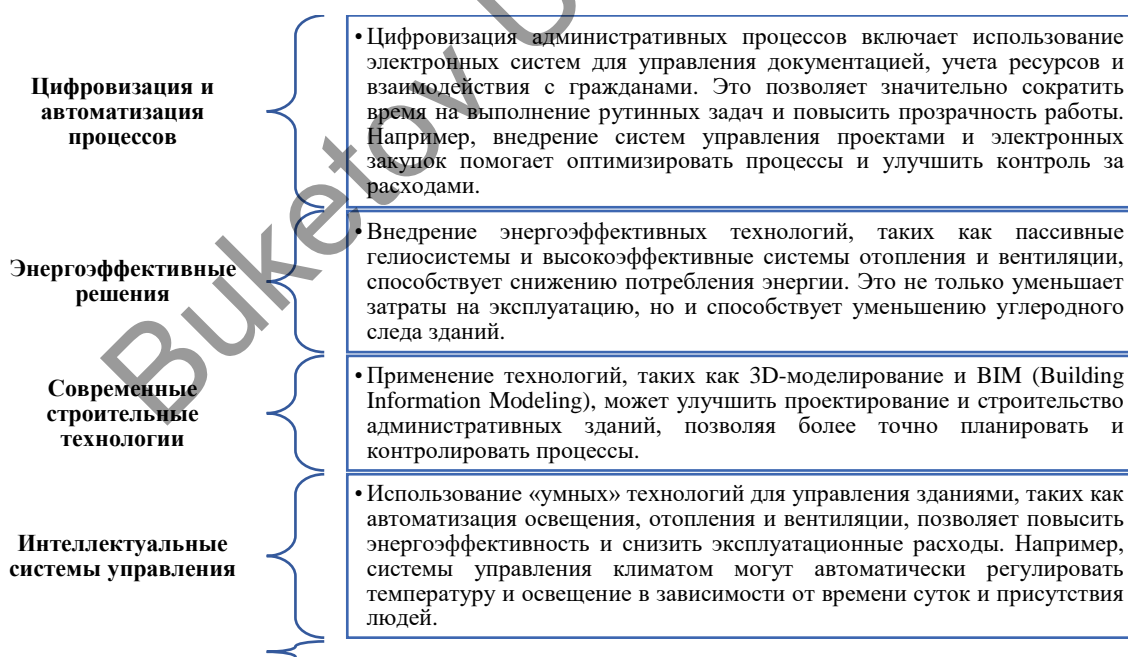 Цифровизация и
автоматизация
процессов
• Цифровизация административных процессов включает использование
электронных систем для управления документацией, учета ресурсов и
взаимодействия с гражданами. Это позволяет значительно сократить
время на выполнение рутинных задач и повысить прозрачность работы.
Например, внедрение систем управления проектами и электронных
закупок помогает оптимизировать процессы и улучшить контроль за
расходами.
Энергоэффективные
решения
• Внедрение энергоэффективных технологий, таких как пассивные
гелиосистемы и высокоэффективные системы отопления и вентиляции,
способствует снижению потребления энергии. Это не только уменьшает
затраты на эксплуатацию, но и способствует уменьшению углеродного
следа зданий.
Современные
строительные
технологии
• Применение технологий, таких как 3D-моделирование и BIM (Building
Information Modeling), может улучшить проектирование и строительство
административных зданий, позволяя более точно планировать и
контролировать процессы.
Интеллектуальные
системы управления
• Использование «умных» технологий для управления зданиями, таких как
автоматизация освещения, отопления и вентиляции, позволяет повысить
энергоэффективность и снизить эксплуатационные расходы. Например,
системы управления климатом могут автоматически регулировать
температуру и освещение в зависимости от времени суток и присутствия
людей.
Buketov